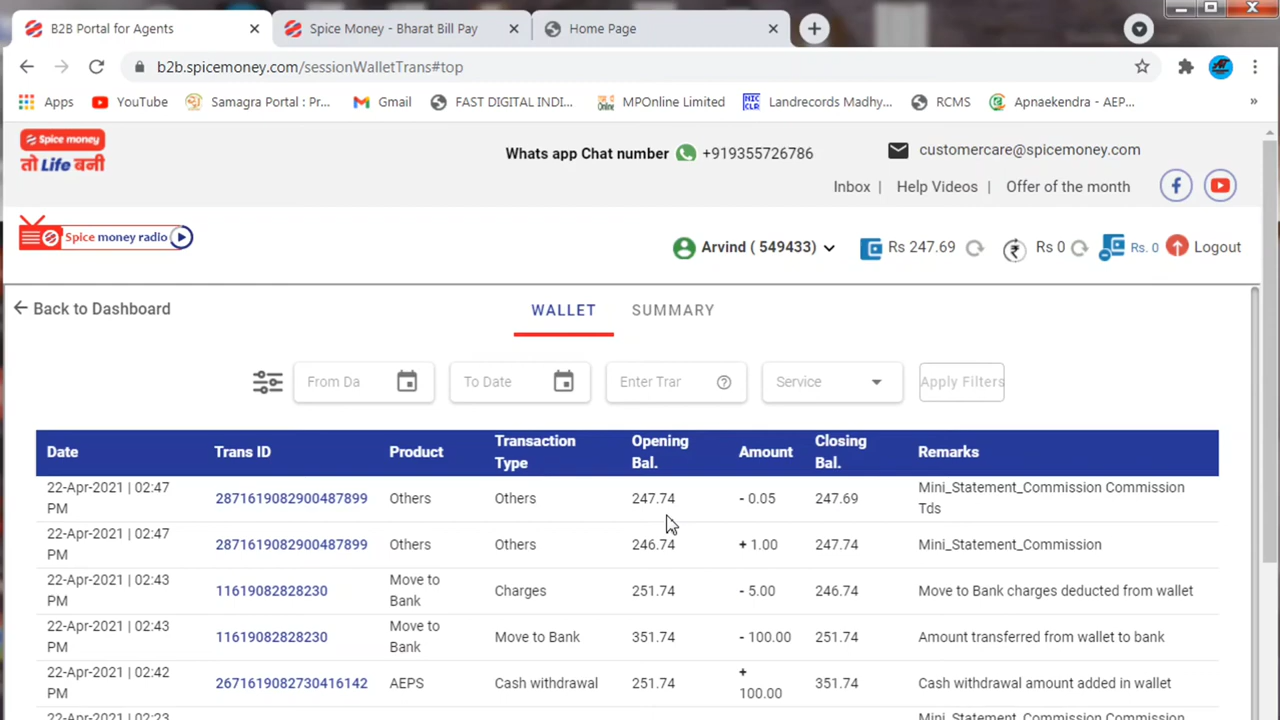 B2B Portal for Agents
Spice Money - Bharat Bill Pay
Home Page
b2b.spicemoney.com/sessionWalletTrans#top
Apps
YouTube
Samagra Portal : Pr...
Gmail
FAST DIGITAL INDI...
MPOnline Limited
Landrecords Madhy...
RCMS
Apnaekendra - AEP...
»
Spice money
तो Life बनी
Whats app Chat number +919355726786
customercare@spicemoney.com
Inbox |
Help Videos |
Offer of the month
Spice money radio
Arvind ( 549433)
Rs 247.69
Rs 0
Rs. 0
Logout
Back to Dashboard
WALLET
SUMMARY
From Da
To Date
Enter Trar
Service
Apply Filters
Date Trans ID Product Transaction Type Opening Bal. Amount Closing Bal. Remarks
22-Apr-2021 | 02:47 PM 2871619082900487899 Others Others 247.74 - 0.05 247.69 Mini_Statement_Commission Commission Tds
22-Apr-2021 | 02:47 PM 2871619082900487899 Others Others 246.74 + 1.00 247.74 Mini_Statement_Commission
22-Apr-2021 | 02:43 PM 11619082828230 Move to Bank Charges 251.74 - 5.00 246.74 Move to Bank charges deducted from wallet
22-Apr-2021 | 02:43 PM 11619082828230 Move to Bank Move to Bank 351.74 - 100.00 251.74 Amount transferred from wallet to bank
22-Apr-2021 | 02:42 PM 2671619082730416142 AEPS Cash withdrawal 251.74 + 100.00 351.74 Cash withdrawal amount added in wallet
22-Apr-2021 | 02:23 Mini_Statement_Commission Commission